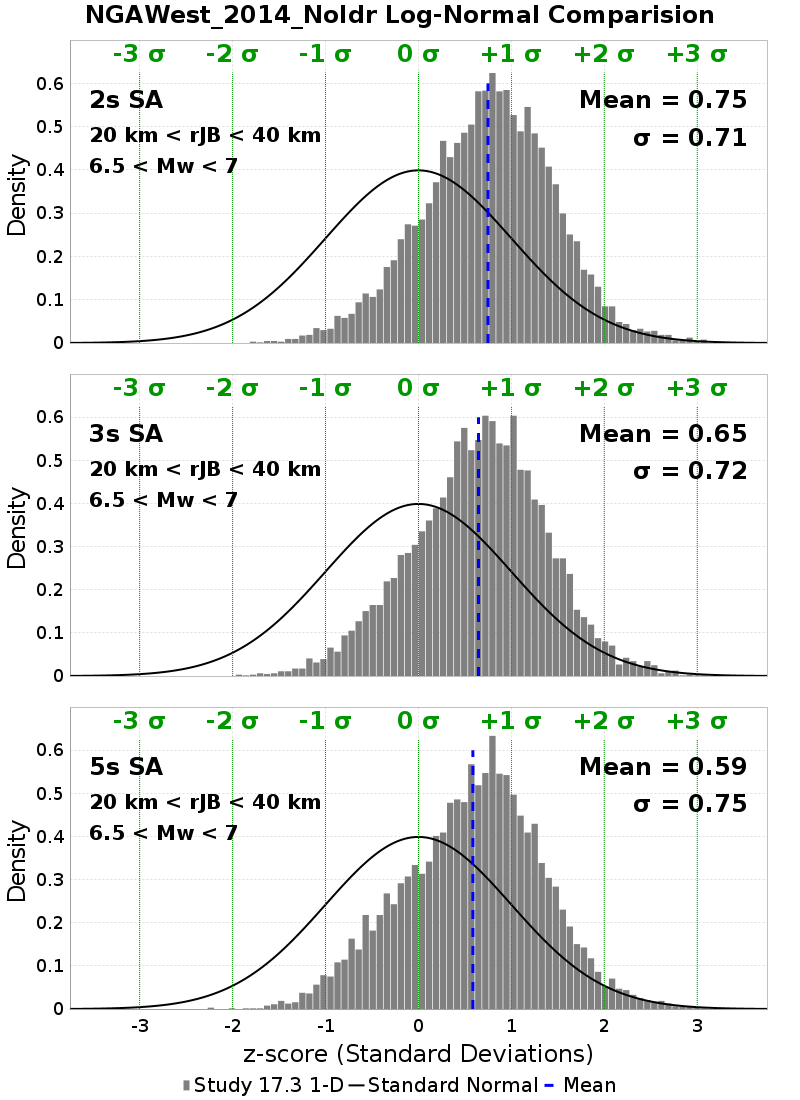 NGAWest_2014_NoIdr Log-Normal Comparision
-3 σ -2 σ -1 σ 0 σ +1 σ +2 σ +3 σ
2s SA
Mean = 0.75
20 km < rJB < 40 km
σ = 0.71
6.5 < Mw < 7
Density
0.6
0.5
0.4
0.3
0.2
0.1
0
-3 σ -2 σ -1 σ 0 σ +1 σ +2 σ +3 σ
3s SA
Mean = 0.65
20 km < rJB < 40 km
σ = 0.72
6.5 < Mw < 7
Density
0.6
0.5
0.4
0.3
0.2
0.1
0
-3 σ -2 σ -1 σ 0 σ +1 σ +2 σ +3 σ
5s SA
Mean = 0.59
20 km < rJB < 40 km
σ = 0.75
6.5 < Mw < 7
Density
0.6
0.5
0.4
0.3
0.2
0.1
0
-3 -2 -1 0 1 2 3
z-score (Standard Deviations)
Study 17.3 1-D Standard Normal Mean